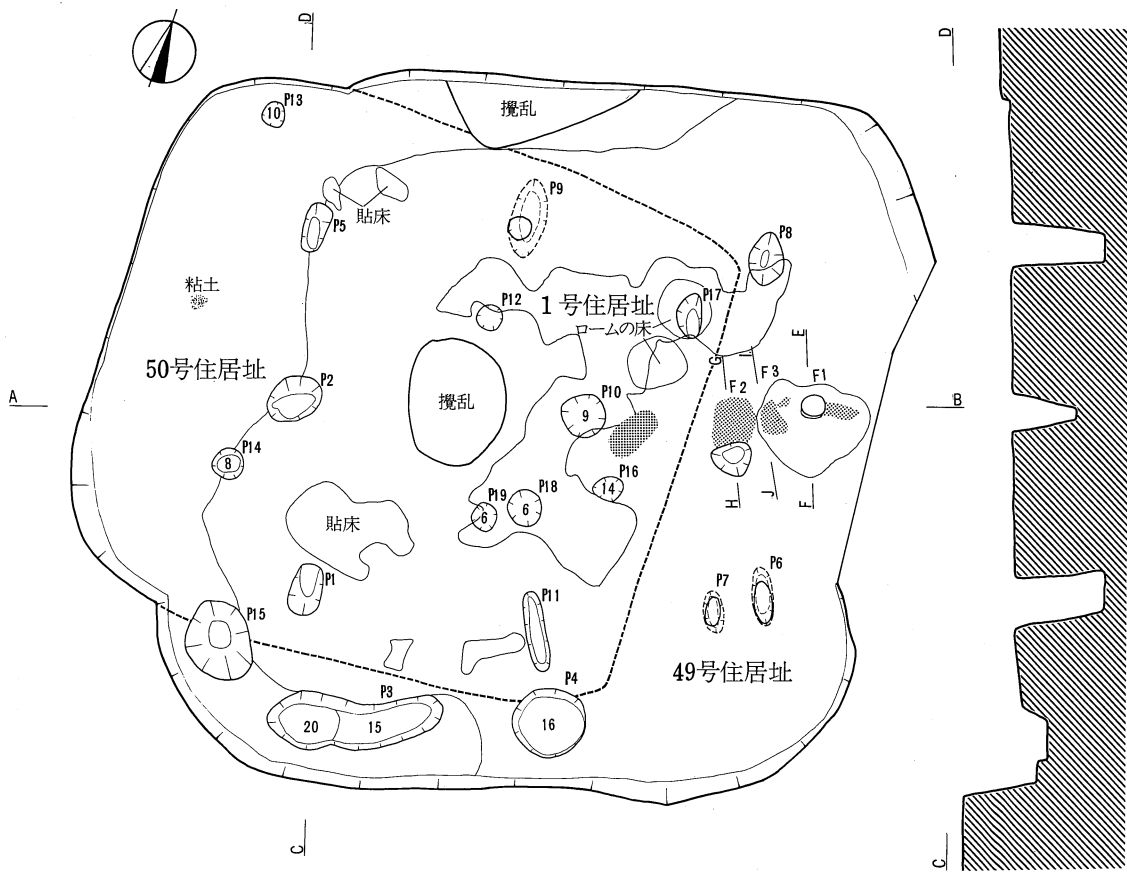 D
D
P13
10
攪乱
P9
P5
貼床
P8
粘土
P12
1号住居址
P17
ロームの床
E
G
I
50号住居址
P2
F2
F3
F1
A
B
攪乱
P10
9
P14
8
P16
14
P19
6
P18
6
H
J
F
貼床
P1
P7
P6
P11
P15
49号住居址
P3
P4
20
15
16
C
C